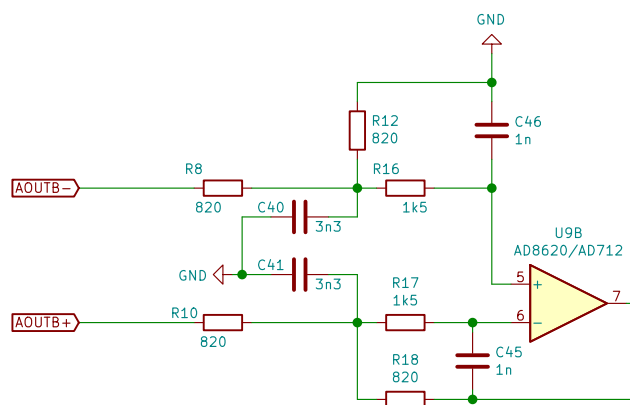 GND
R12
820
C46
1n
R8
820
R16
1k5
AOUTB-
C40
3n3
U9B
AD8620/AD712
GND
C41
3n3
5
+
7
R17
1k5
6
−
AOUTB+
R10
820
R18
820
C45
1n